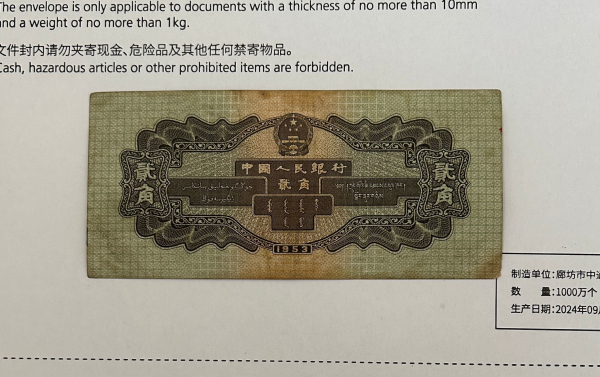 The envelope is only applicable to documents with a thickness of no more than 10mm
and a weight of no more than 1kg.
文件封内请勿夹寄现金、危险品及其他任何禁寄物品。
Cash, hazardous articles or other prohibited items are forbidden.
中國人民銀行
貳角
貳角
貳角
1953
制造单位:廊坊市中
数 量:1000万个
生产日期:2024年09